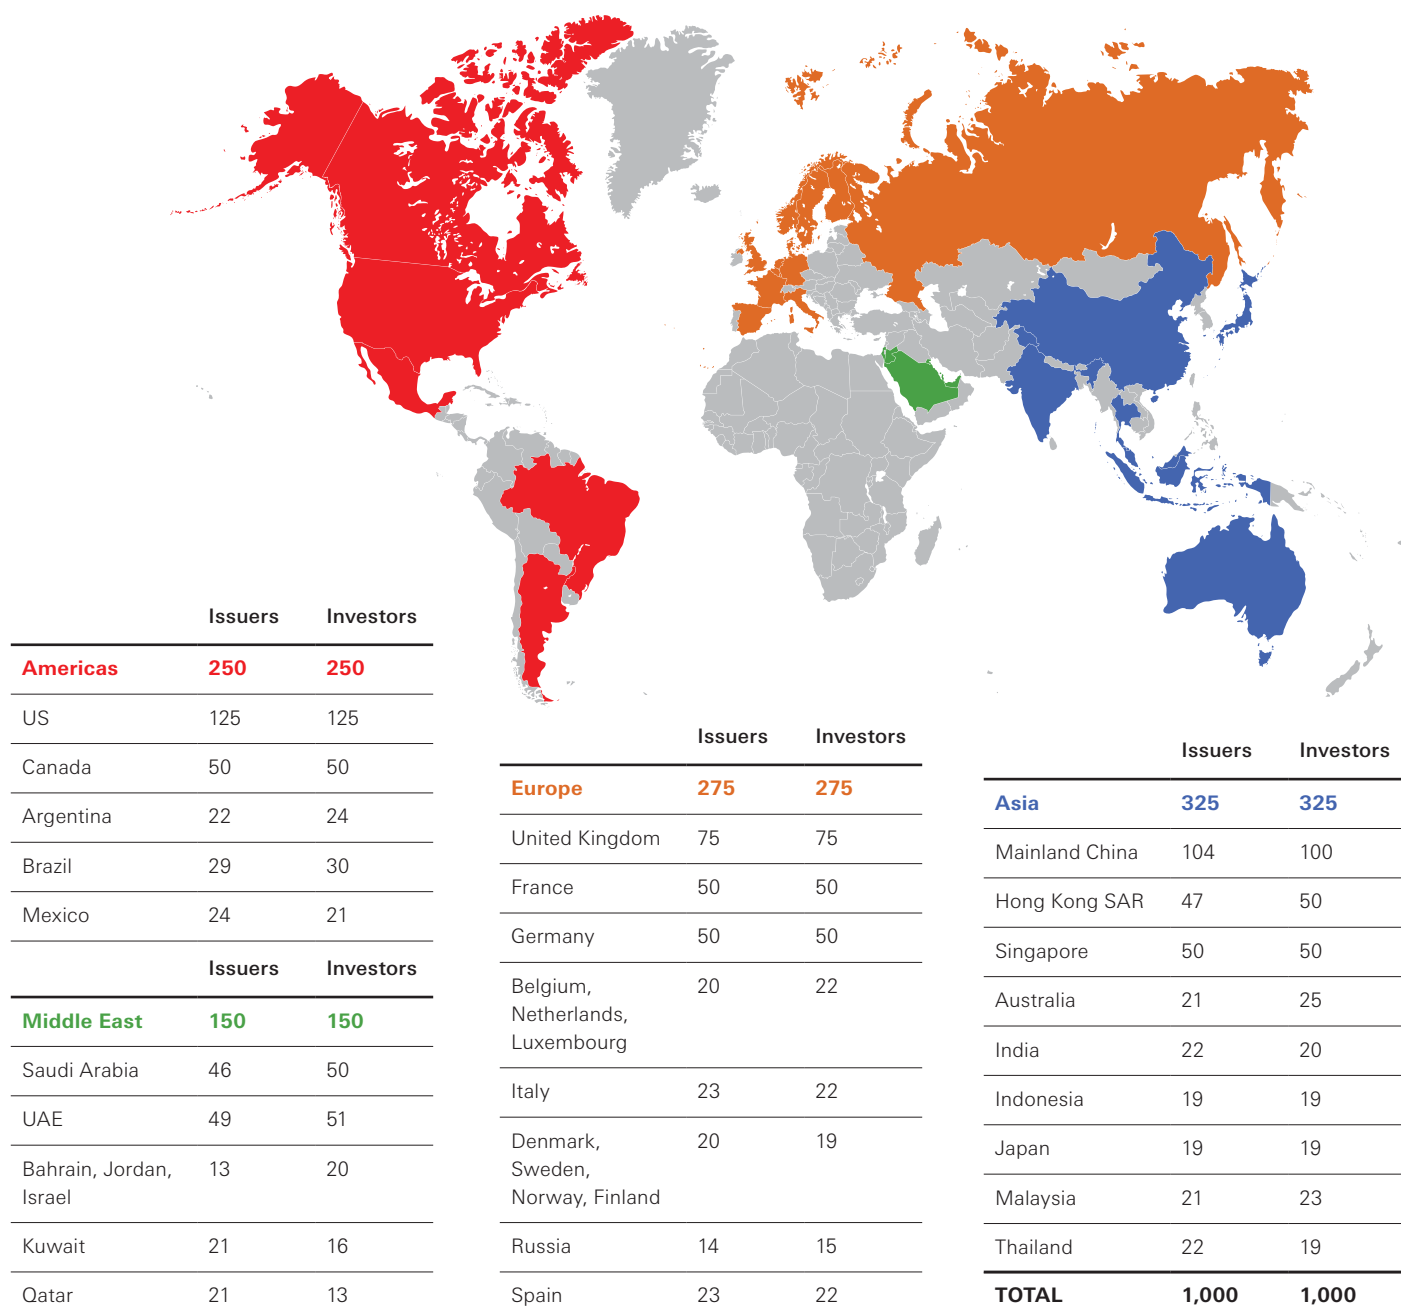 Issuers Investors
Americas 250 250
US 125 125
Canada 50 50
Argentina 22 24
Brazil 29 30
Mexico 24 21
Issuers Investors
Middle East 150 150
Saudi Arabia 46 50
UAE 49 51
Bahrain, Jordan, 13 20
Israel
Kuwait 21 16
Qatar 21 13
Issuers Investors
Europe 275 275
United Kingdom 75 75
France 50 50
Germany 50 50
Belgium, 20 22
Netherlands,
Luxembourg
Italy 23 22
Denmark, 20 19
Sweden,
Norway, Finland
Russia 14 15
Spain 23 22
Issuers Investors
Asia 325 325
Mainland China 104 100
Hong Kong SAR 47 50
Singapore 50 50
Australia 21 25
India 22 20
Indonesia 19 19
Japan 19 19
Malaysia 21 23
Thailand 22 19
TOTAL 1,000 1,000